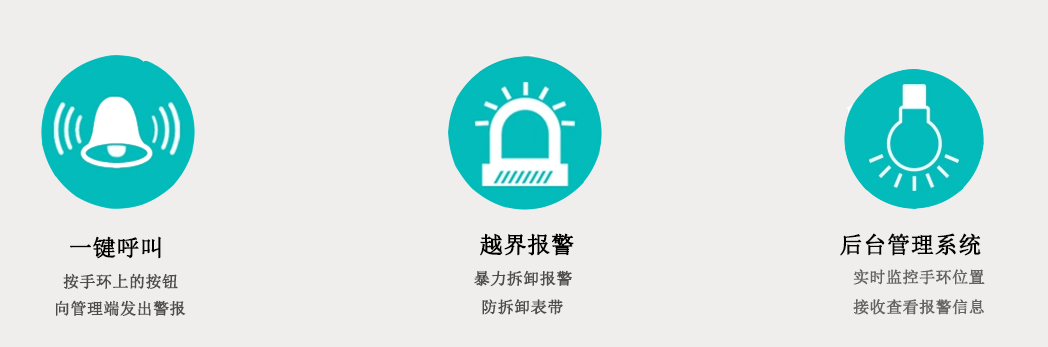 一键呼叫
按手环上的按钮
向管理端发出警报
越界报警
暴力拆卸报警
防拆卸表带
后台管理系统
实时监控手环位置
接收查看报警信息